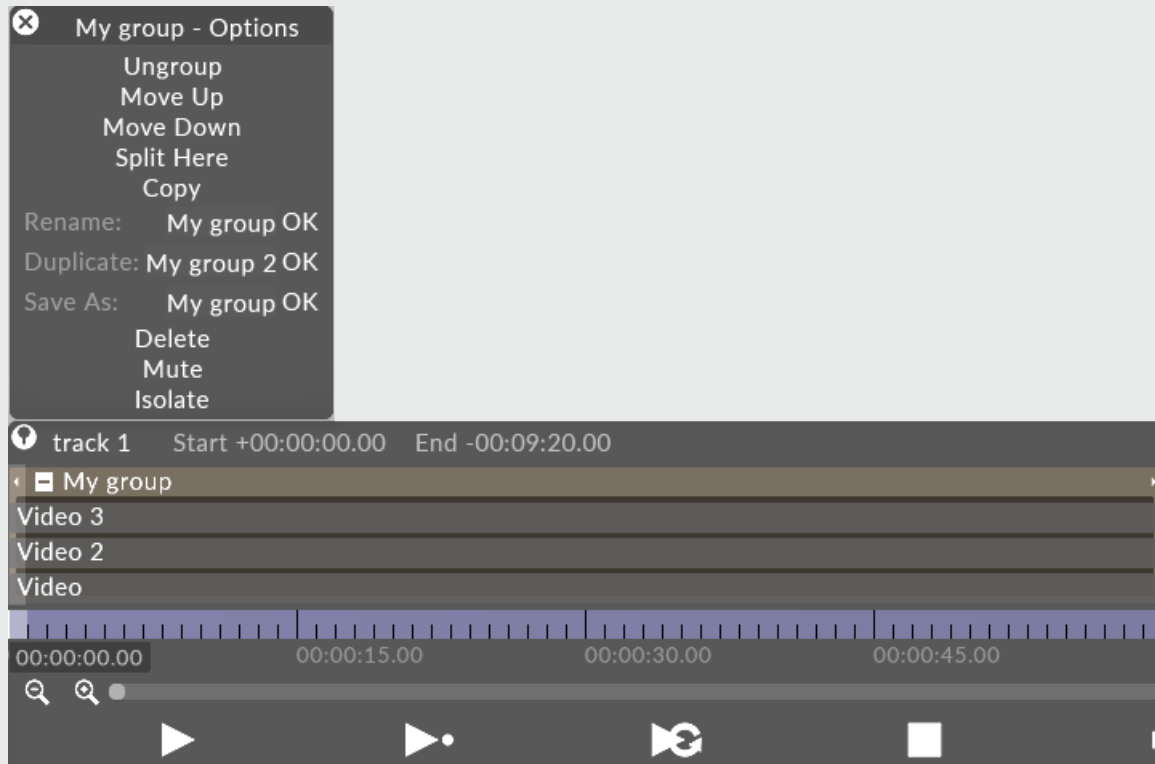 My group - Options
Ungroup
Move Up
Move Down
Split Here
Copy
Rename: My group OK
Duplicate: My group 2 OK
Save As: My group OK
Delete
Mute
Isolate
track 1 Start +00:00:00.00 End -00:09:20.00
My group
Video 3
Video 2
Video
00:00:00.00 00:00:15.00 00:00:30.00 00:00:45.00